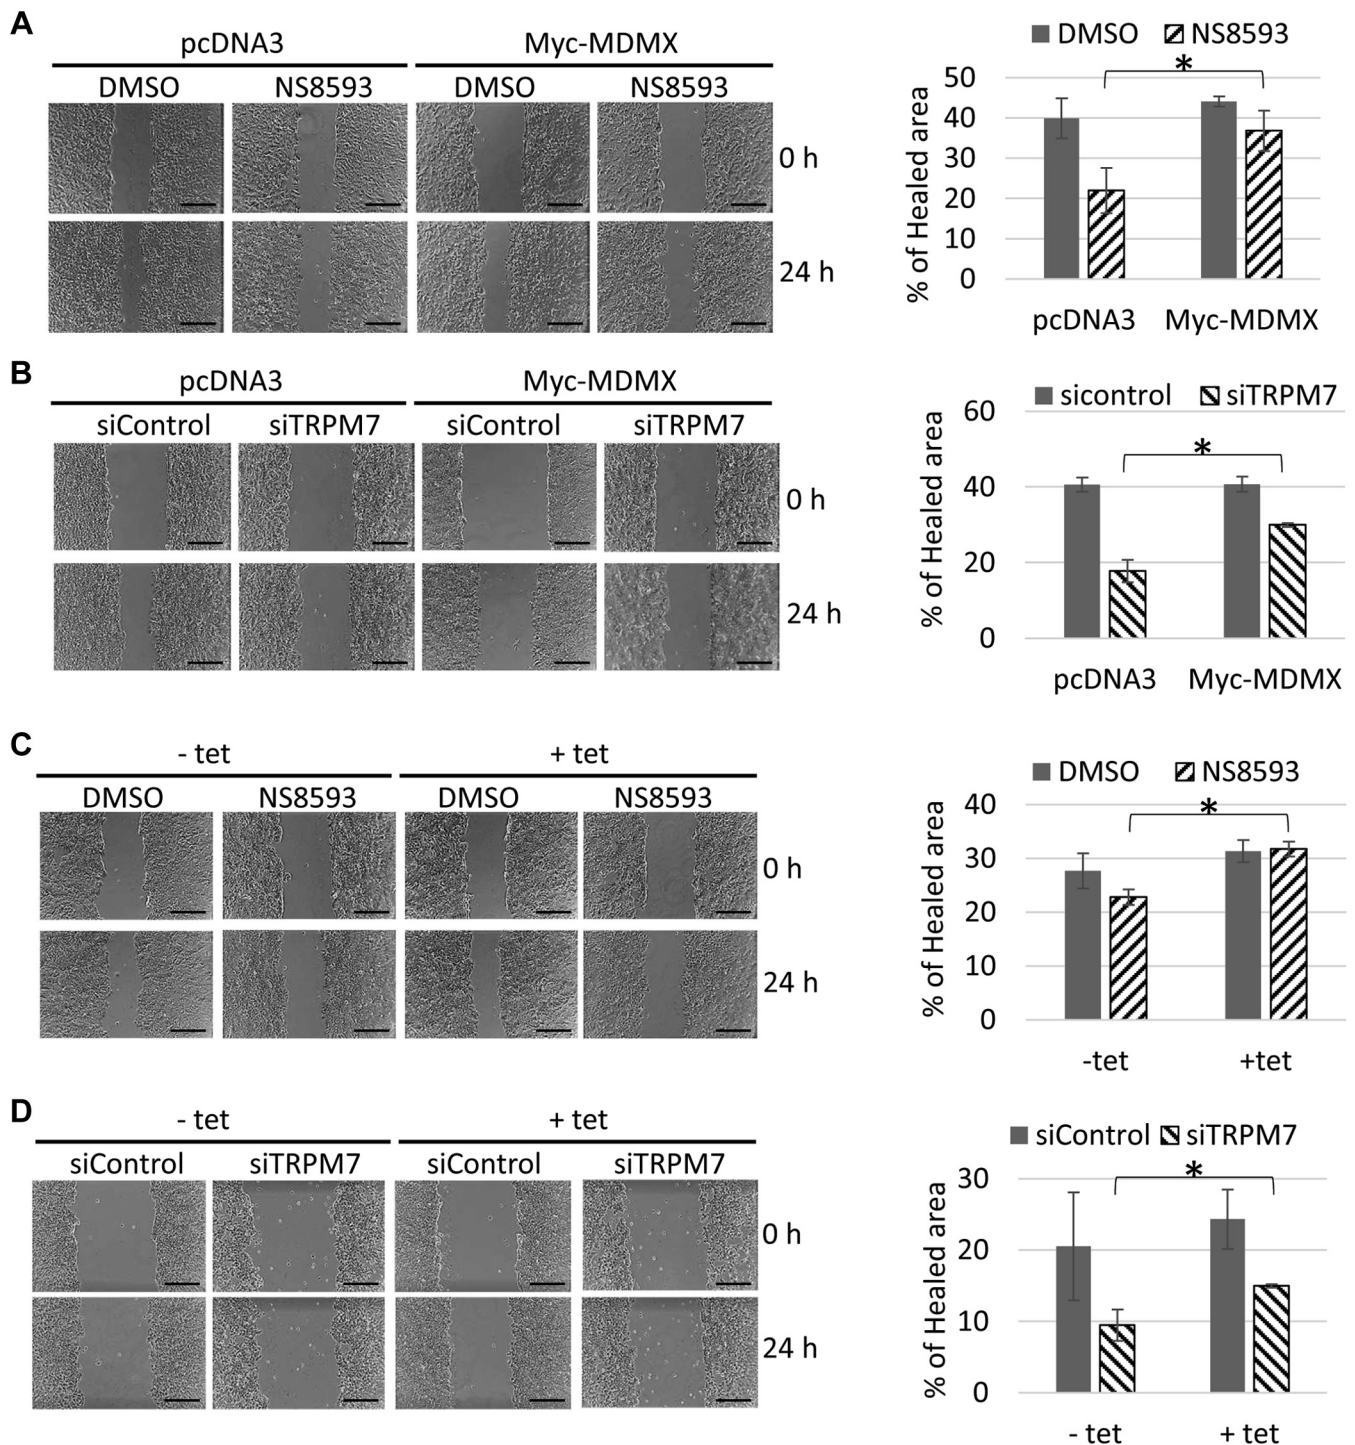 A
pcDNA3 Myc-MDMX
DMSO NS8593 DMSO NS8593
0 h
24 h
DMSO NS8593
*
% of Healed area
50
40
30
20
10
0
pcDNA3 Myc-MDMX
B
pcDNA3 Myc-MDMX
siControl siTRPM7 siControl siTRPM7
0 h
24 h
sicontrol siTRPM7
*
% of Healed area
60
40
20
0
pcDNA3 Myc-MDMX
C
- tet + tet
DMSO NS8593 DMSO NS8593
0 h
24 h
DMSO NS8593
*
% of Healed area
40
30
20
10
0
-tet +tet
D
- tet + tet
siControl siTRPM7 siControl siTRPM7
0 h
24 h
siControl siTRPM7
*
% of Healed area
30
20
10
0
- tet + tet